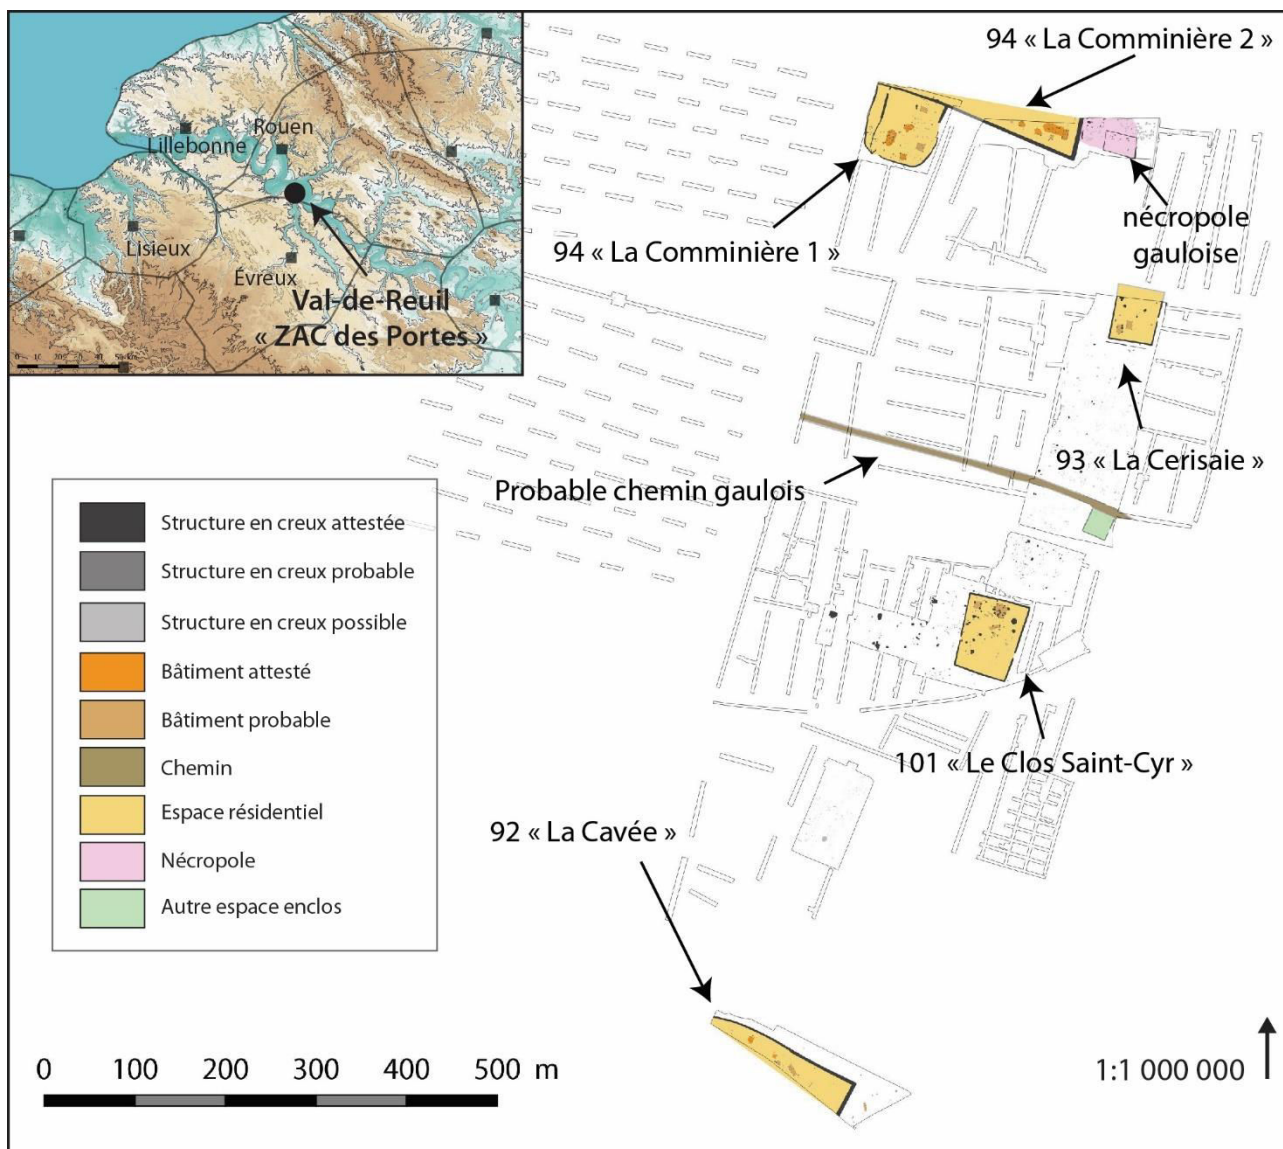 Lillebonne
Rouen
Lisieux
Évreux
Val-de-Reuil
« ZAC des Portes »
94 « La Comminière 2 »
94 « La Comminière 1 »
nécropole
gauloise
93 « La Cerisaie »
Probable chemin gaulois
101 « Le Clos Saint-Cyr »
92 « La Cavée »
Structure en creux attestée
Structure en creux probable
Structure en creux possible
Bâtiment attesté
Bâtiment probable
Chemin
Espace résidentiel
Nécropole
Autre espace enclos
0 100 200 300 400 500 m
1:1 000 000